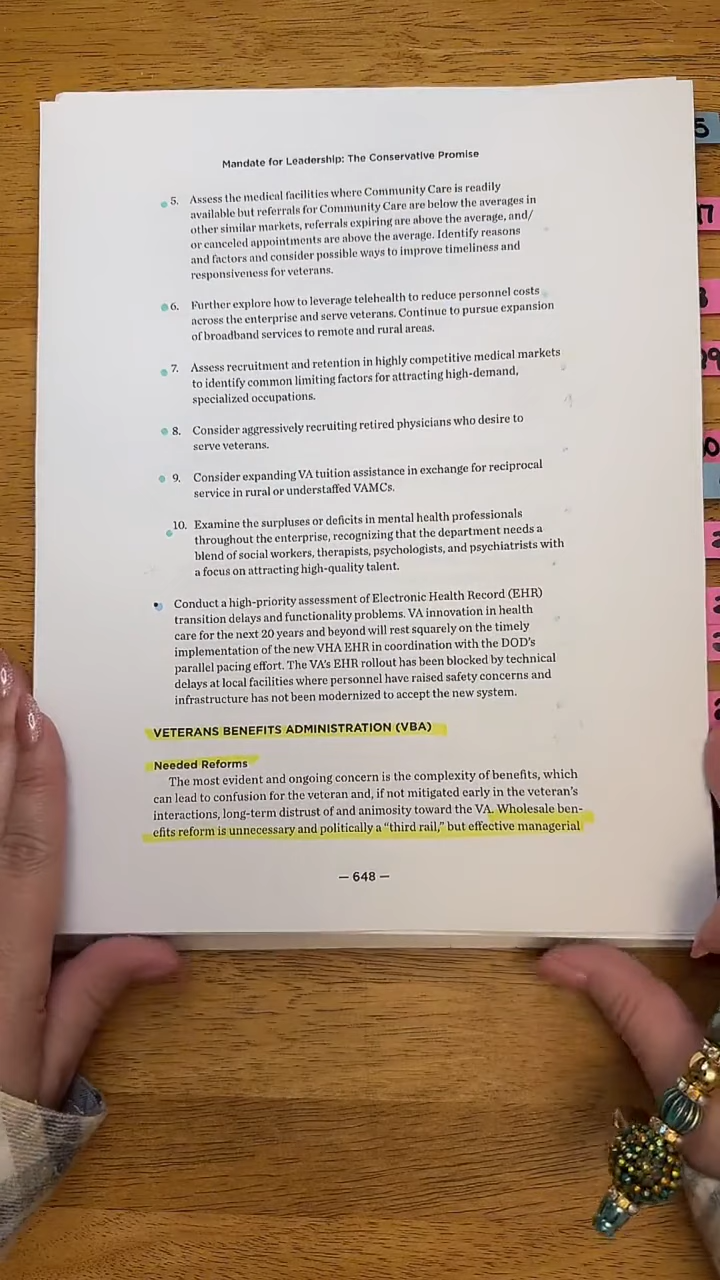 Mandate for Leadership: The Conservative Promise
5. Assess the medical facilities where Community Care is readily
available but referrals for Community Care are below the averages in
other similar markets, referrals expiring are above the average, and/
or canceled appointments are above the average. Identify reasons
and factors and consider possible ways to improve timeliness and
responsiveness for veterans.
6. Further explore how to leverage telehealth to reduce personnel costs
across the enterprise and serve veterans. Continue to pursue expansion
of broadband services to remote and rural areas.
7. Assess recruitment and retention in highly competitive medical markets
to identify common limiting factors for attracting high-demand,
specialized occupations.
8. Consider aggressively recruiting retired physicians who desire to
serve veterans.
9. Consider expanding VA tuition assistance in exchange for reciprocal
service in rural or understaffed VAMCs.
10. Examine the surpluses or deficits in mental health professionals
throughout the enterprise, recognizing that the department needs a
blend of social workers, therapists, psychologists, and psychiatrists with
a focus on attracting high-quality talent.
• Conduct a high-priority assessment of Electronic Health Record (EHR)
transition delays and functionality problems. VA innovation in health
care for the next 20 years and beyond will rest squarely on the timely
implementation of the new VHA EHR in coordination with the DOD's
parallel pacing effort. The VA's EHR rollout has been blocked by technical
delays at local facilities where personnel have raised safety concerns and
infrastructure has not been modernized to accept the new system.
VETERANS BENEFITS ADMINISTRATION (VBA)
Needed Reforms
The most evident and ongoing concern is the complexity of benefits, which
can lead to confusion for the veteran and, if not mitigated early in the veteran's
interactions, long-term distrust of and animosity toward the VA. Wholesale ben-
efits reform is unnecessary and politically a "third rail," but effective managerial
— 648 —